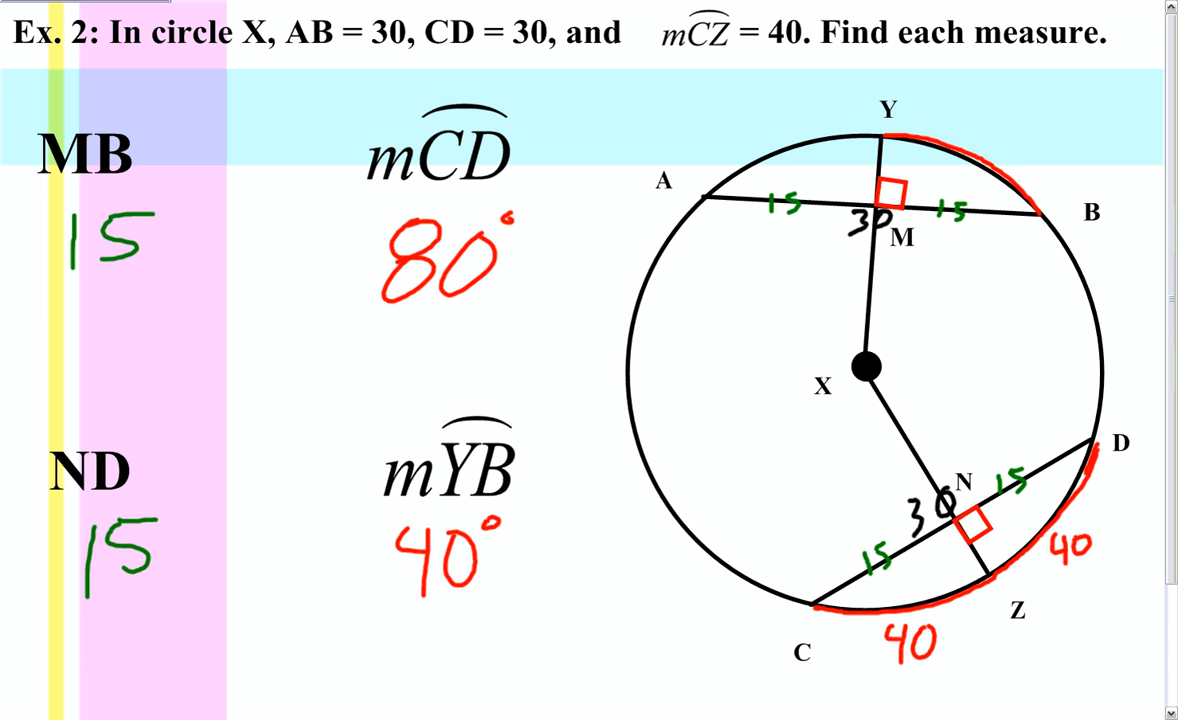 Ex. 2: In circle X, AB = 30, CD = 30, and mCZ = 40. Find each measure.
MB
15
mCD
80°
ND
15
mYB
40°
Y
A
15
15
B
30
M
X
D
N
15
30
15
40
Z
40
C